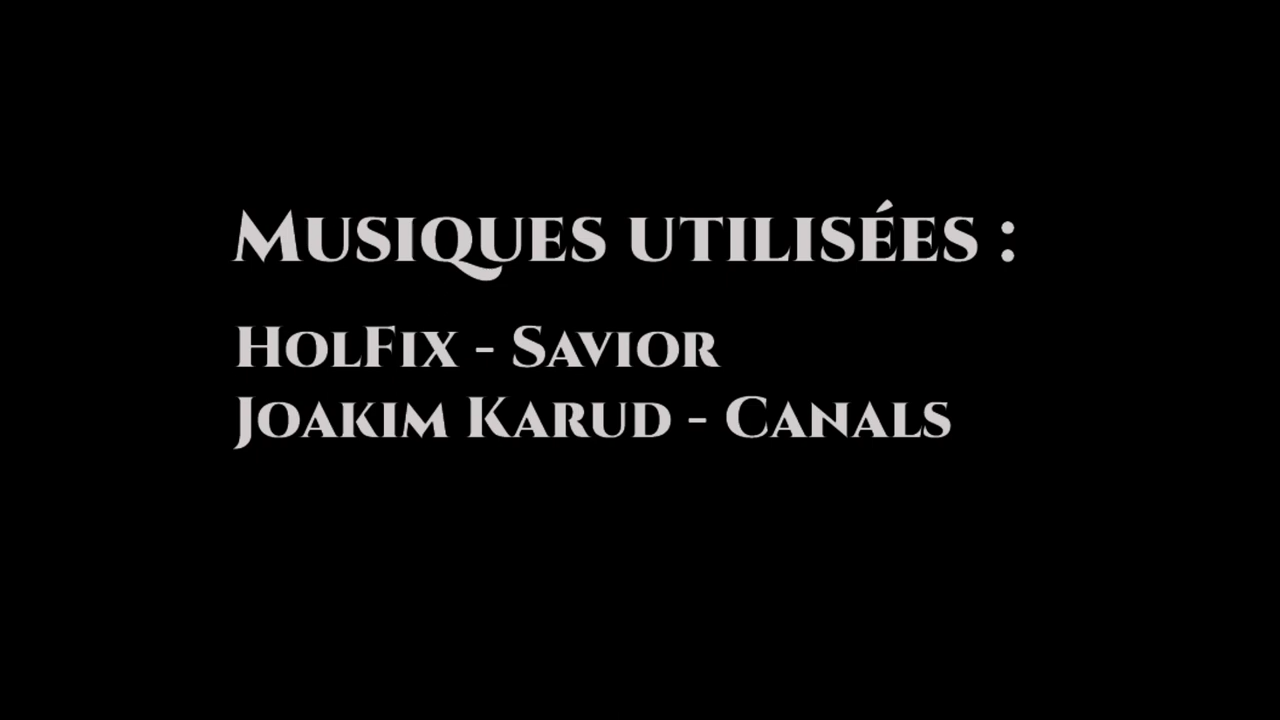 Musiques utilisées :
HolFix - Savior
Joakim Karud - Canals